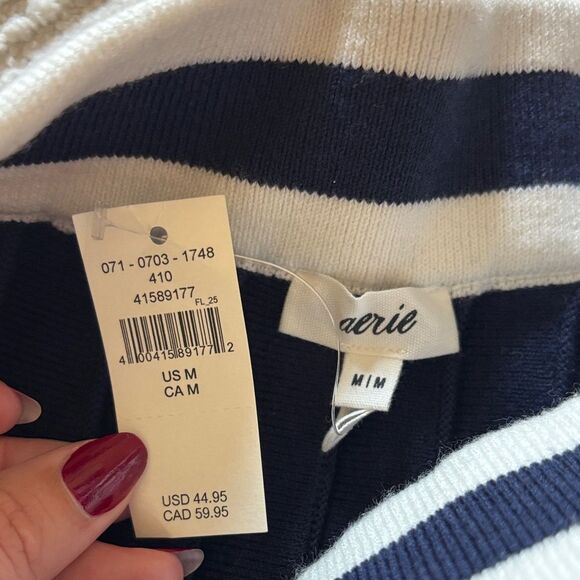 071 - 0703 - 1748
410
41589177
FL_25
4 00415 89177 2
US M
CA M
USD 44.95
CAD 59.95
aerie
M|M